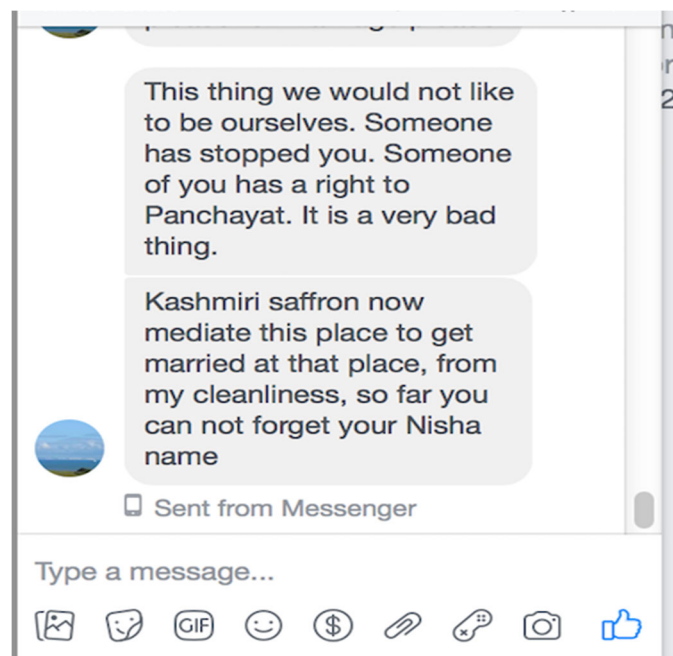 This thing we would not like
to be ourselves. Someone
has stopped you. Someone
of you has a right to
Panchayat. It is a very bad
thing.
Kashmiri saffron now
mediate this place to get
married at that place, from
my cleanliness, so far you
can not forget your Nisha
name
Sent from Messenger
Type a message...
GIF
$
2